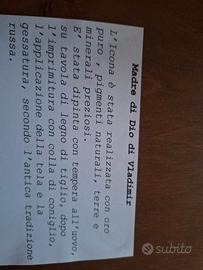 Madre di Dio di Vladimir
L'Icona è stata realizzata con oro
puro, pigmenti naturali, terre e
minerali preziosi.
E' stata dipinta con tempera all'uovo,
su tavola di legno di tiglio, dopo
l'imprimitura con colla di coniglio,
l'applicazione della tela e la
gessatura, secondo l'antica tradizione
russa.
subito